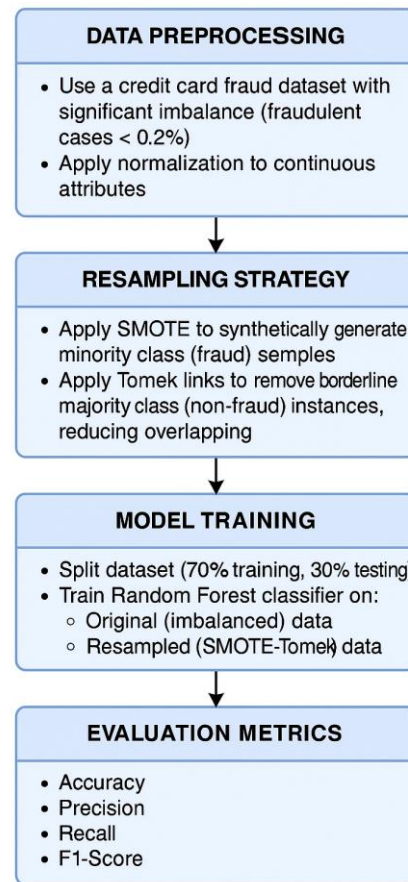 DATA PREPROCESSING
• Use a credit card fraud dataset with
significant imbalance (fraudulent
cases < 0.2%)
• Apply normalization to continuous
attributes
RESAMPLING STRATEGY
• Apply SMOTE to synthetically generate
minority class (fraud) semples
• Apply Tomek links to remove borderline
majority class (non-fraud) instances,
reducing overlapping
MODEL TRAINING
• Split dataset (70% training, 30% testing)
• Train Random Forest classifier on:
○ Original (imbalanced) data
○ Resampled (SMOTE-Tomek) data
EVALUATION METRICS
• Accuracy
• Precision
• Recall
• F1-Score